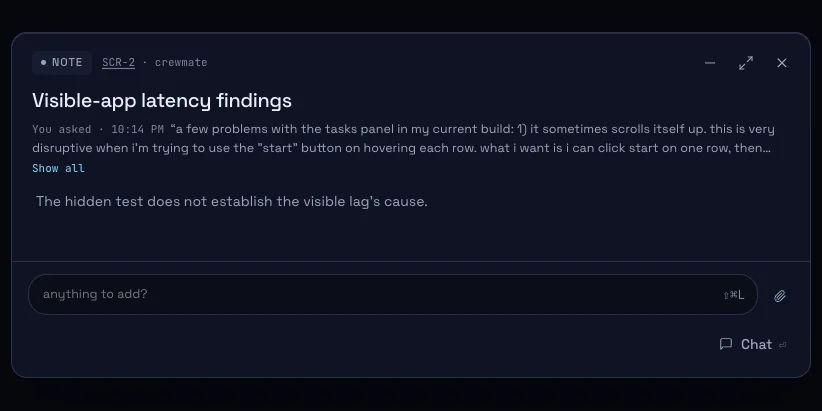 NOTE SCR-2 · crewmate
Visible-app latency findings
You asked · 10:14 PM "a few problems with the tasks panel in my current build: 1) it sometimes scrolls itself up. this is very
disruptive when i'm trying to use the "start" button on hovering each row. what i want is i can click start on one row, then…
Show all
The hidden test does not establish the visible lag's cause.
anything to add? ⇧⌘L
Chat ⏎